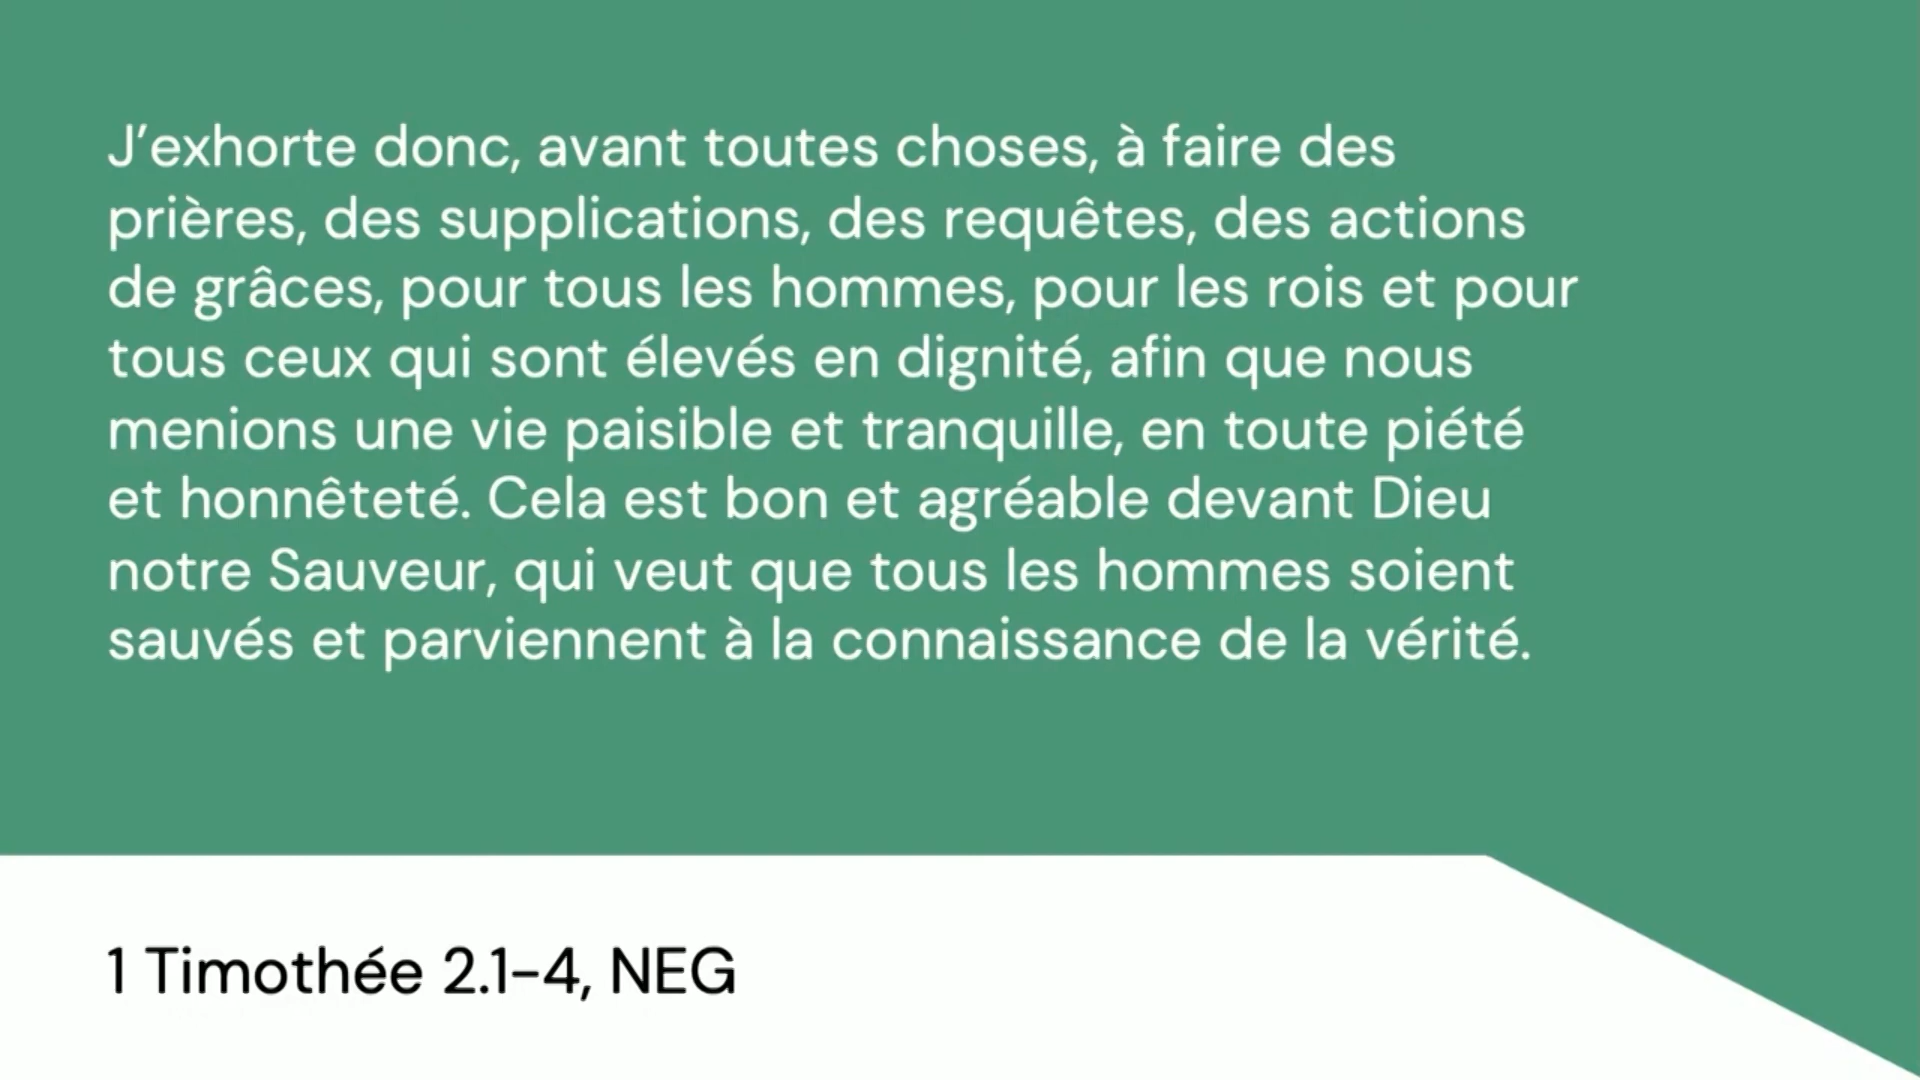 J’exhorte donc, avant toutes choses, à faire des
prières, des supplications, des requêtes, des actions
de grâces, pour tous les hommes, pour les rois et pour
tous ceux qui sont élevés en dignité, afin que nous
menions une vie paisible et tranquille, en toute piété
et honnêteté. Cela est bon et agréable devant Dieu
notre Sauveur, qui veut que tous les hommes soient
sauvés et parviennent à la connaissance de la vérité.
1 Timothée 2.1–4, NEG